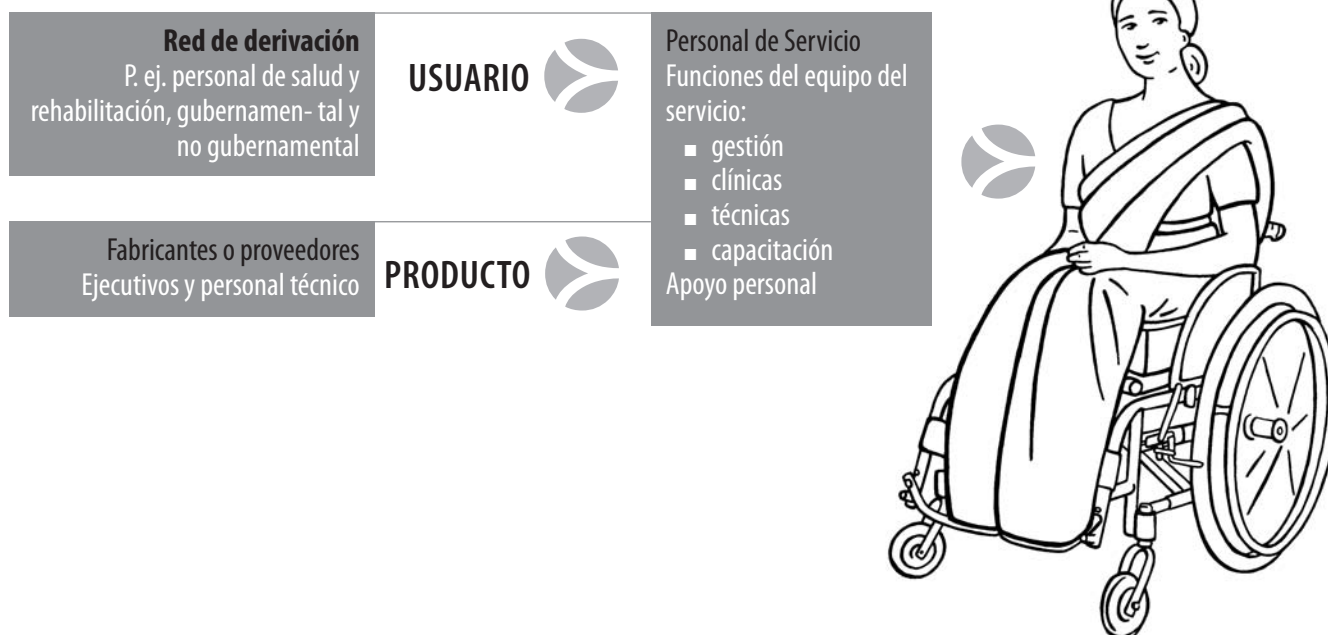 Red de derivación
P. ej. personal de salud y
rehabilitación, gubernamen- tal y
no gubernamental
USUARIO
Fabricantes o proveedores
Ejecutivos y personal técnico
PRODUCTO
Personal de Servicio
Funciones del equipo del
servicio:
■ gestión
■ clínicas
■ técnicas
■ capacitación
Apoyo personal